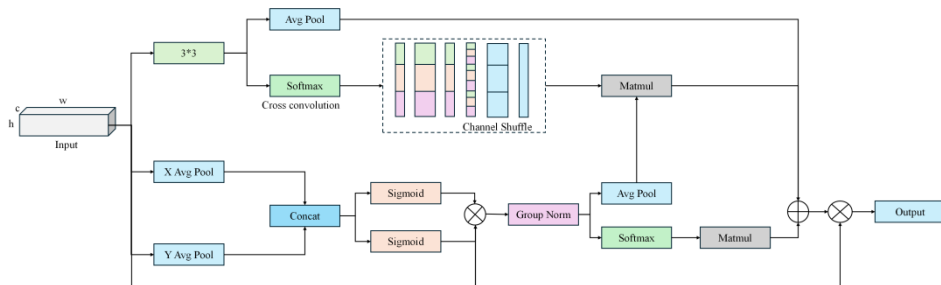 Avg Pool
3*3
Softmax
Cross convolution
Channel Shuffle
Matmul
c
w
h
Input
X Avg Pool
Y Avg Pool
Concat
Sigmoid
Sigmoid
Group Norm
Avg Pool
Softmax
Matmul
Output